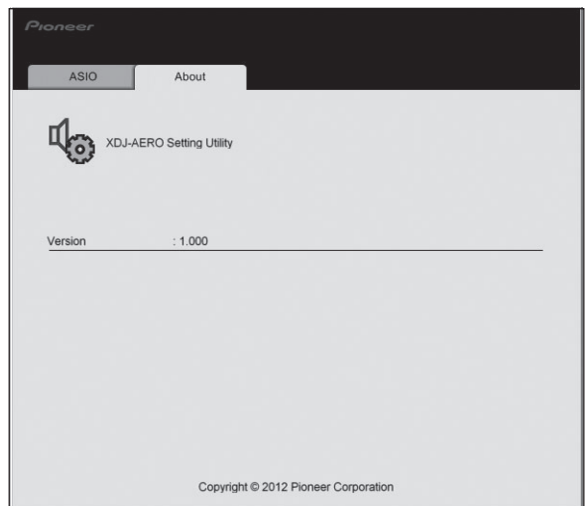 Pioneer
ASIO
About
XDJ-AERO Setting Utility
Version : 1.000
Copyright © 2012 Pioneer Corporation